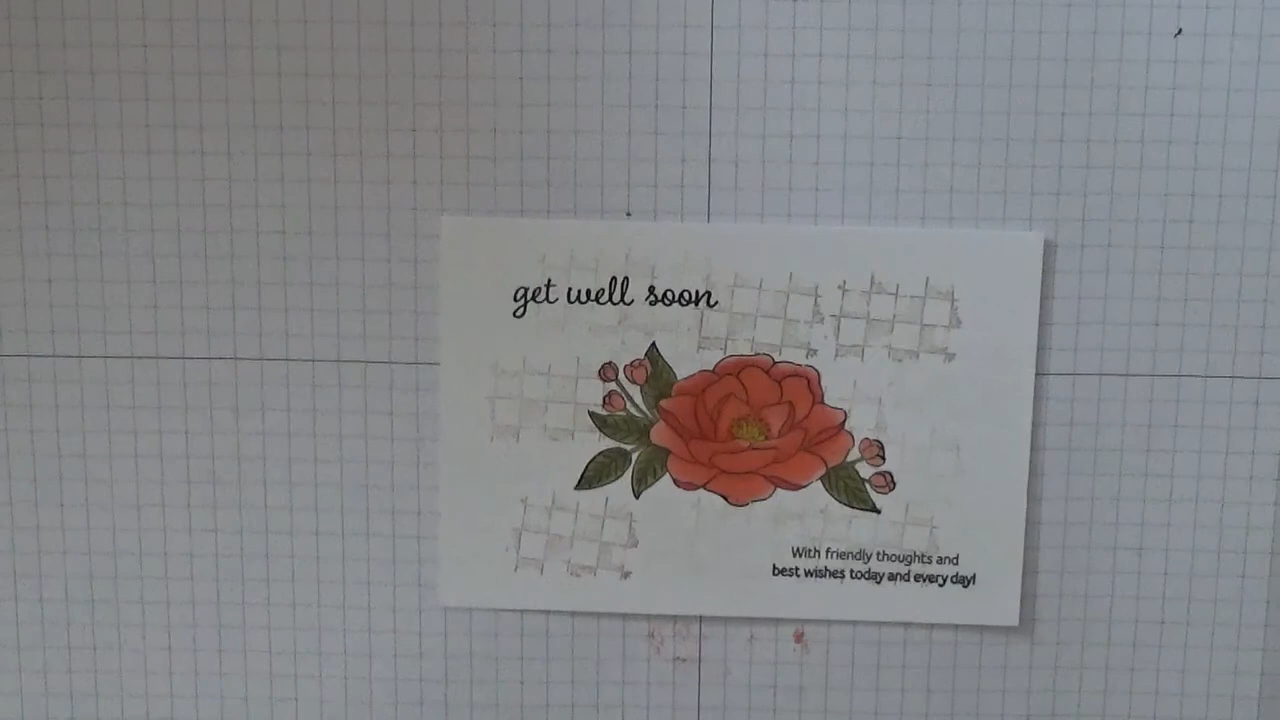 get well soon
With friendly thoughts and
best wishes today and every day!